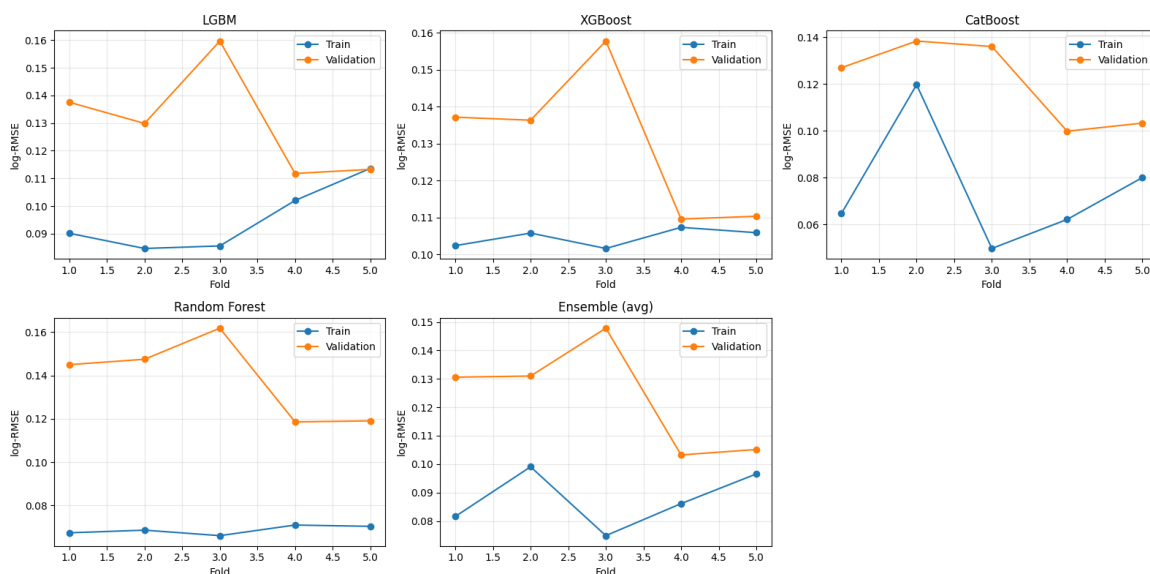 LGBM
0.16
0.15
0.14
0.13
0.12
0.11
0.10
0.09
log-RMSE
1.0 1.5 2.0 2.5 3.0 3.5 4.0 4.5 5.0
Fold
Train
Validation
XGBoost
0.16
0.15
0.14
0.13
0.12
0.11
0.10
log-RMSE
1.0 1.5 2.0 2.5 3.0 3.5 4.0 4.5 5.0
Fold
Train
Validation
CatBoost
0.14
0.12
0.10
0.08
0.06
log-RMSE
1.0 1.5 2.0 2.5 3.0 3.5 4.0 4.5 5.0
Fold
Train
Validation
Random Forest
0.16
0.14
0.12
0.10
0.08
log-RMSE
1.0 1.5 2.0 2.5 3.0 3.5 4.0 4.5 5.0
Fold
Train
Validation
Ensemble (avg)
0.15
0.14
0.13
0.12
0.11
0.10
0.09
0.08
log-RMSE
1.0 1.5 2.0 2.5 3.0 3.5 4.0 4.5 5.0
Fold
Train
Validation